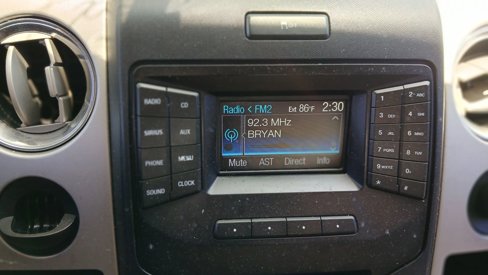 RADIO
CD
SIRIUS
AUX
PHONE
MENU
SOUND
CLOCK
Radio < FM2 Ext 86°F 2:30
92.3 MHz
BRYAN
Mute AST Direct Info
1
2 ABC
3 DEF
4 GHI
5 JKL
6 MNO
7 PQRS
8 TUV
9 WXYZ
0
*
#